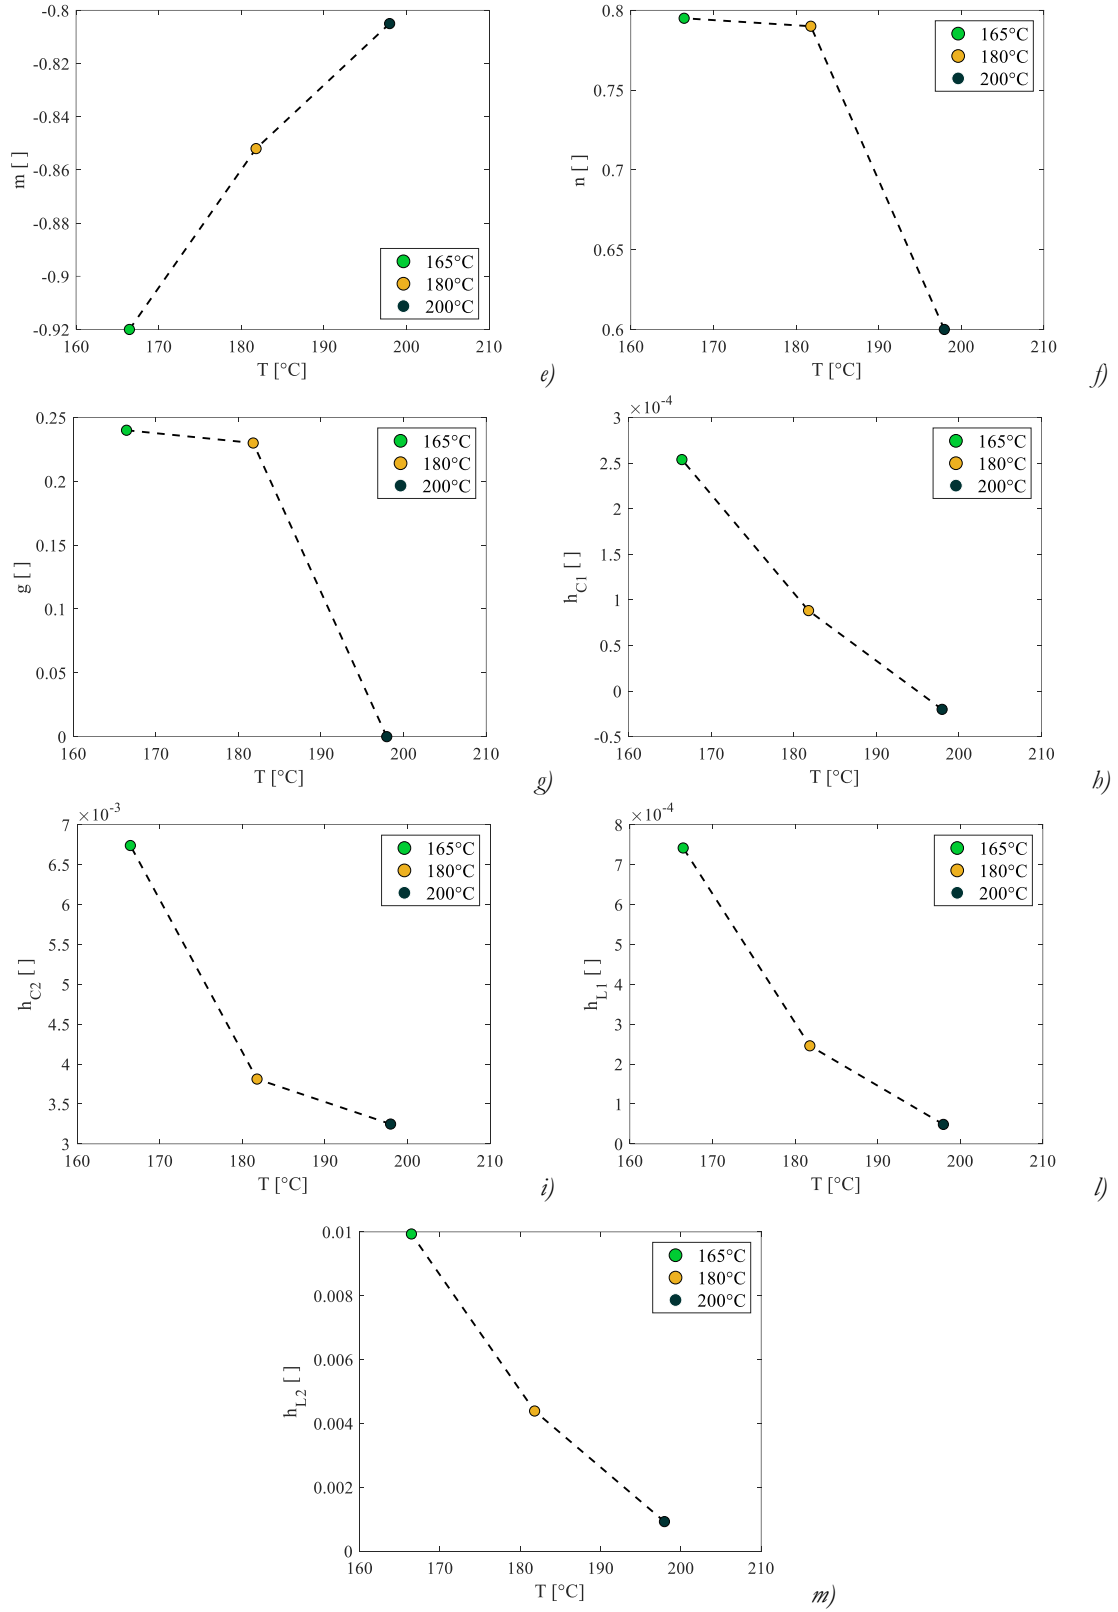 -0.8
-0.82
-0.84
-0.86
-0.88
-0.9
-0.92
m [ ]
165°C
180°C
200°C
160 170 180 190 200 210
T [°C]
e)
0.8
0.75
0.7
0.65
0.6
n [ ]
165°C
180°C
200°C
160 170 180 190 200 210
T [°C]
f)
0.25
0.2
0.15
0.1
0.05
0
g [ ]
165°C
180°C
200°C
160 170 180 190 200 210
T [°C]
g)
×10⁻⁴
3
2.5
2
1.5
1
0.5
0
-0.5
h_C1 [ ]
165°C
180°C
200°C
160 170 180 190 200 210
T [°C]
h)
×10⁻³
7
6.5
6
5.5
5
4.5
4
3.5
3
h_C2 [ ]
165°C
180°C
200°C
160 170 180 190 200 210
T [°C]
i)
×10⁻⁴
8
7
6
5
4
3
2
1
0
h_L1 [ ]
165°C
180°C
200°C
160 170 180 190 200 210
T [°C]
l)
0.01
0.008
0.006
0.004
0.002
0
h_L2 [ ]
165°C
180°C
200°C
160 170 180 190 200 210
T [°C]
m)